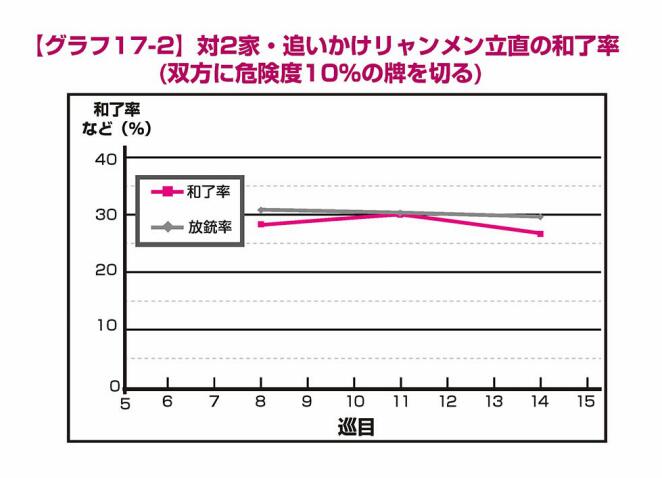 【グラフ17-2】対2家・追いかけリャンメン立直の和了率
(双方に危険度10%の牌を切る)
和了率
など（%）
40
30
20
10
0
和了率
放銃率
5 6 7 8 9 10 11 12 13 14 15
巡目